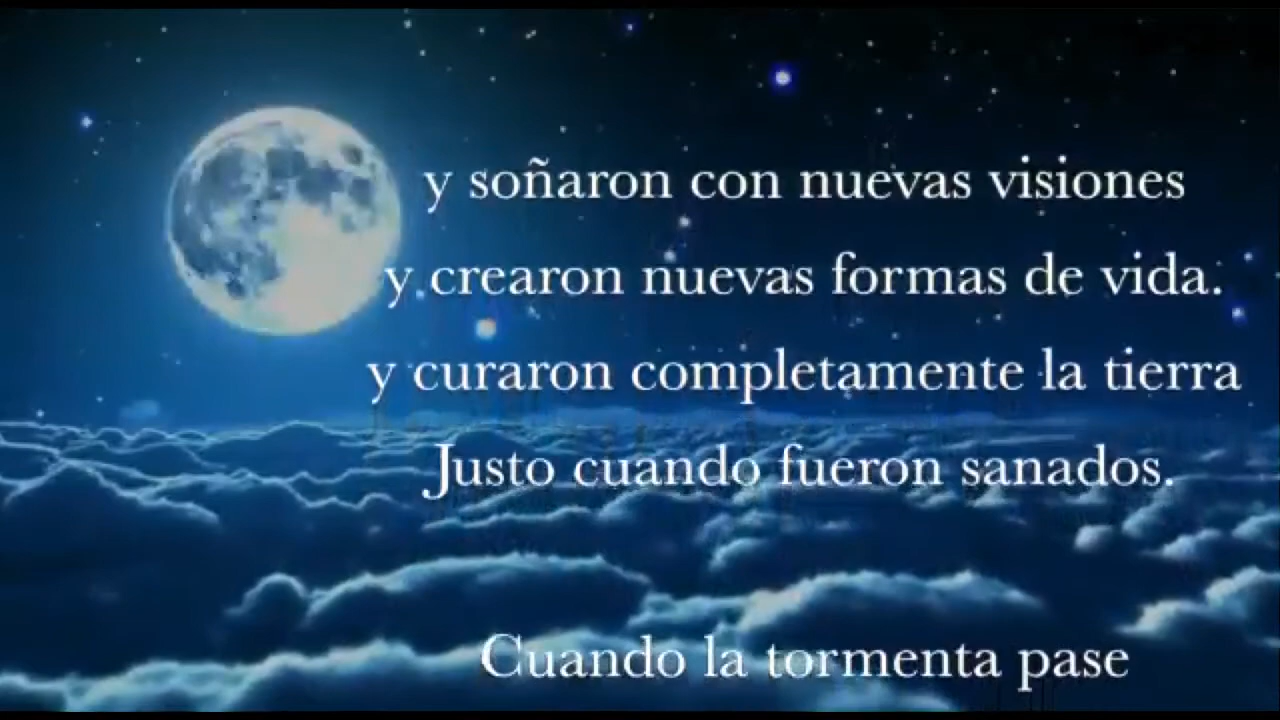 y soñaron con nuevas visiones
y crearon nuevas formas de vida.
y curaron completamente la tierra
Justo cuando fueron sanados.
Cuando la tormenta pase